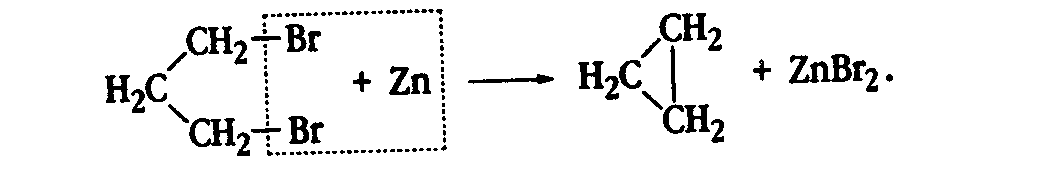 CH₂ Br CH₂
H₂C + Zn ⟶ H₂C + ZnBr₂.
CH₂ Br CH₂